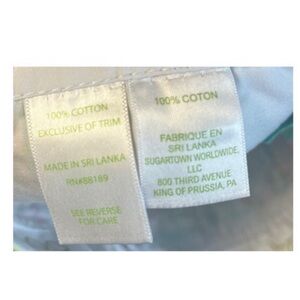 100% COTTON
EXCLUSIVE OF TRIM
MADE IN SRI LANKA
RN#88189
SEE REVERSE
FOR CARE
100% COTON
FABRIQUE EN
SRI LANKA
SUGARTOWN WORLDWIDE,
LLC
800 THIRD AVENUE
KING OF PRUSSIA, PA